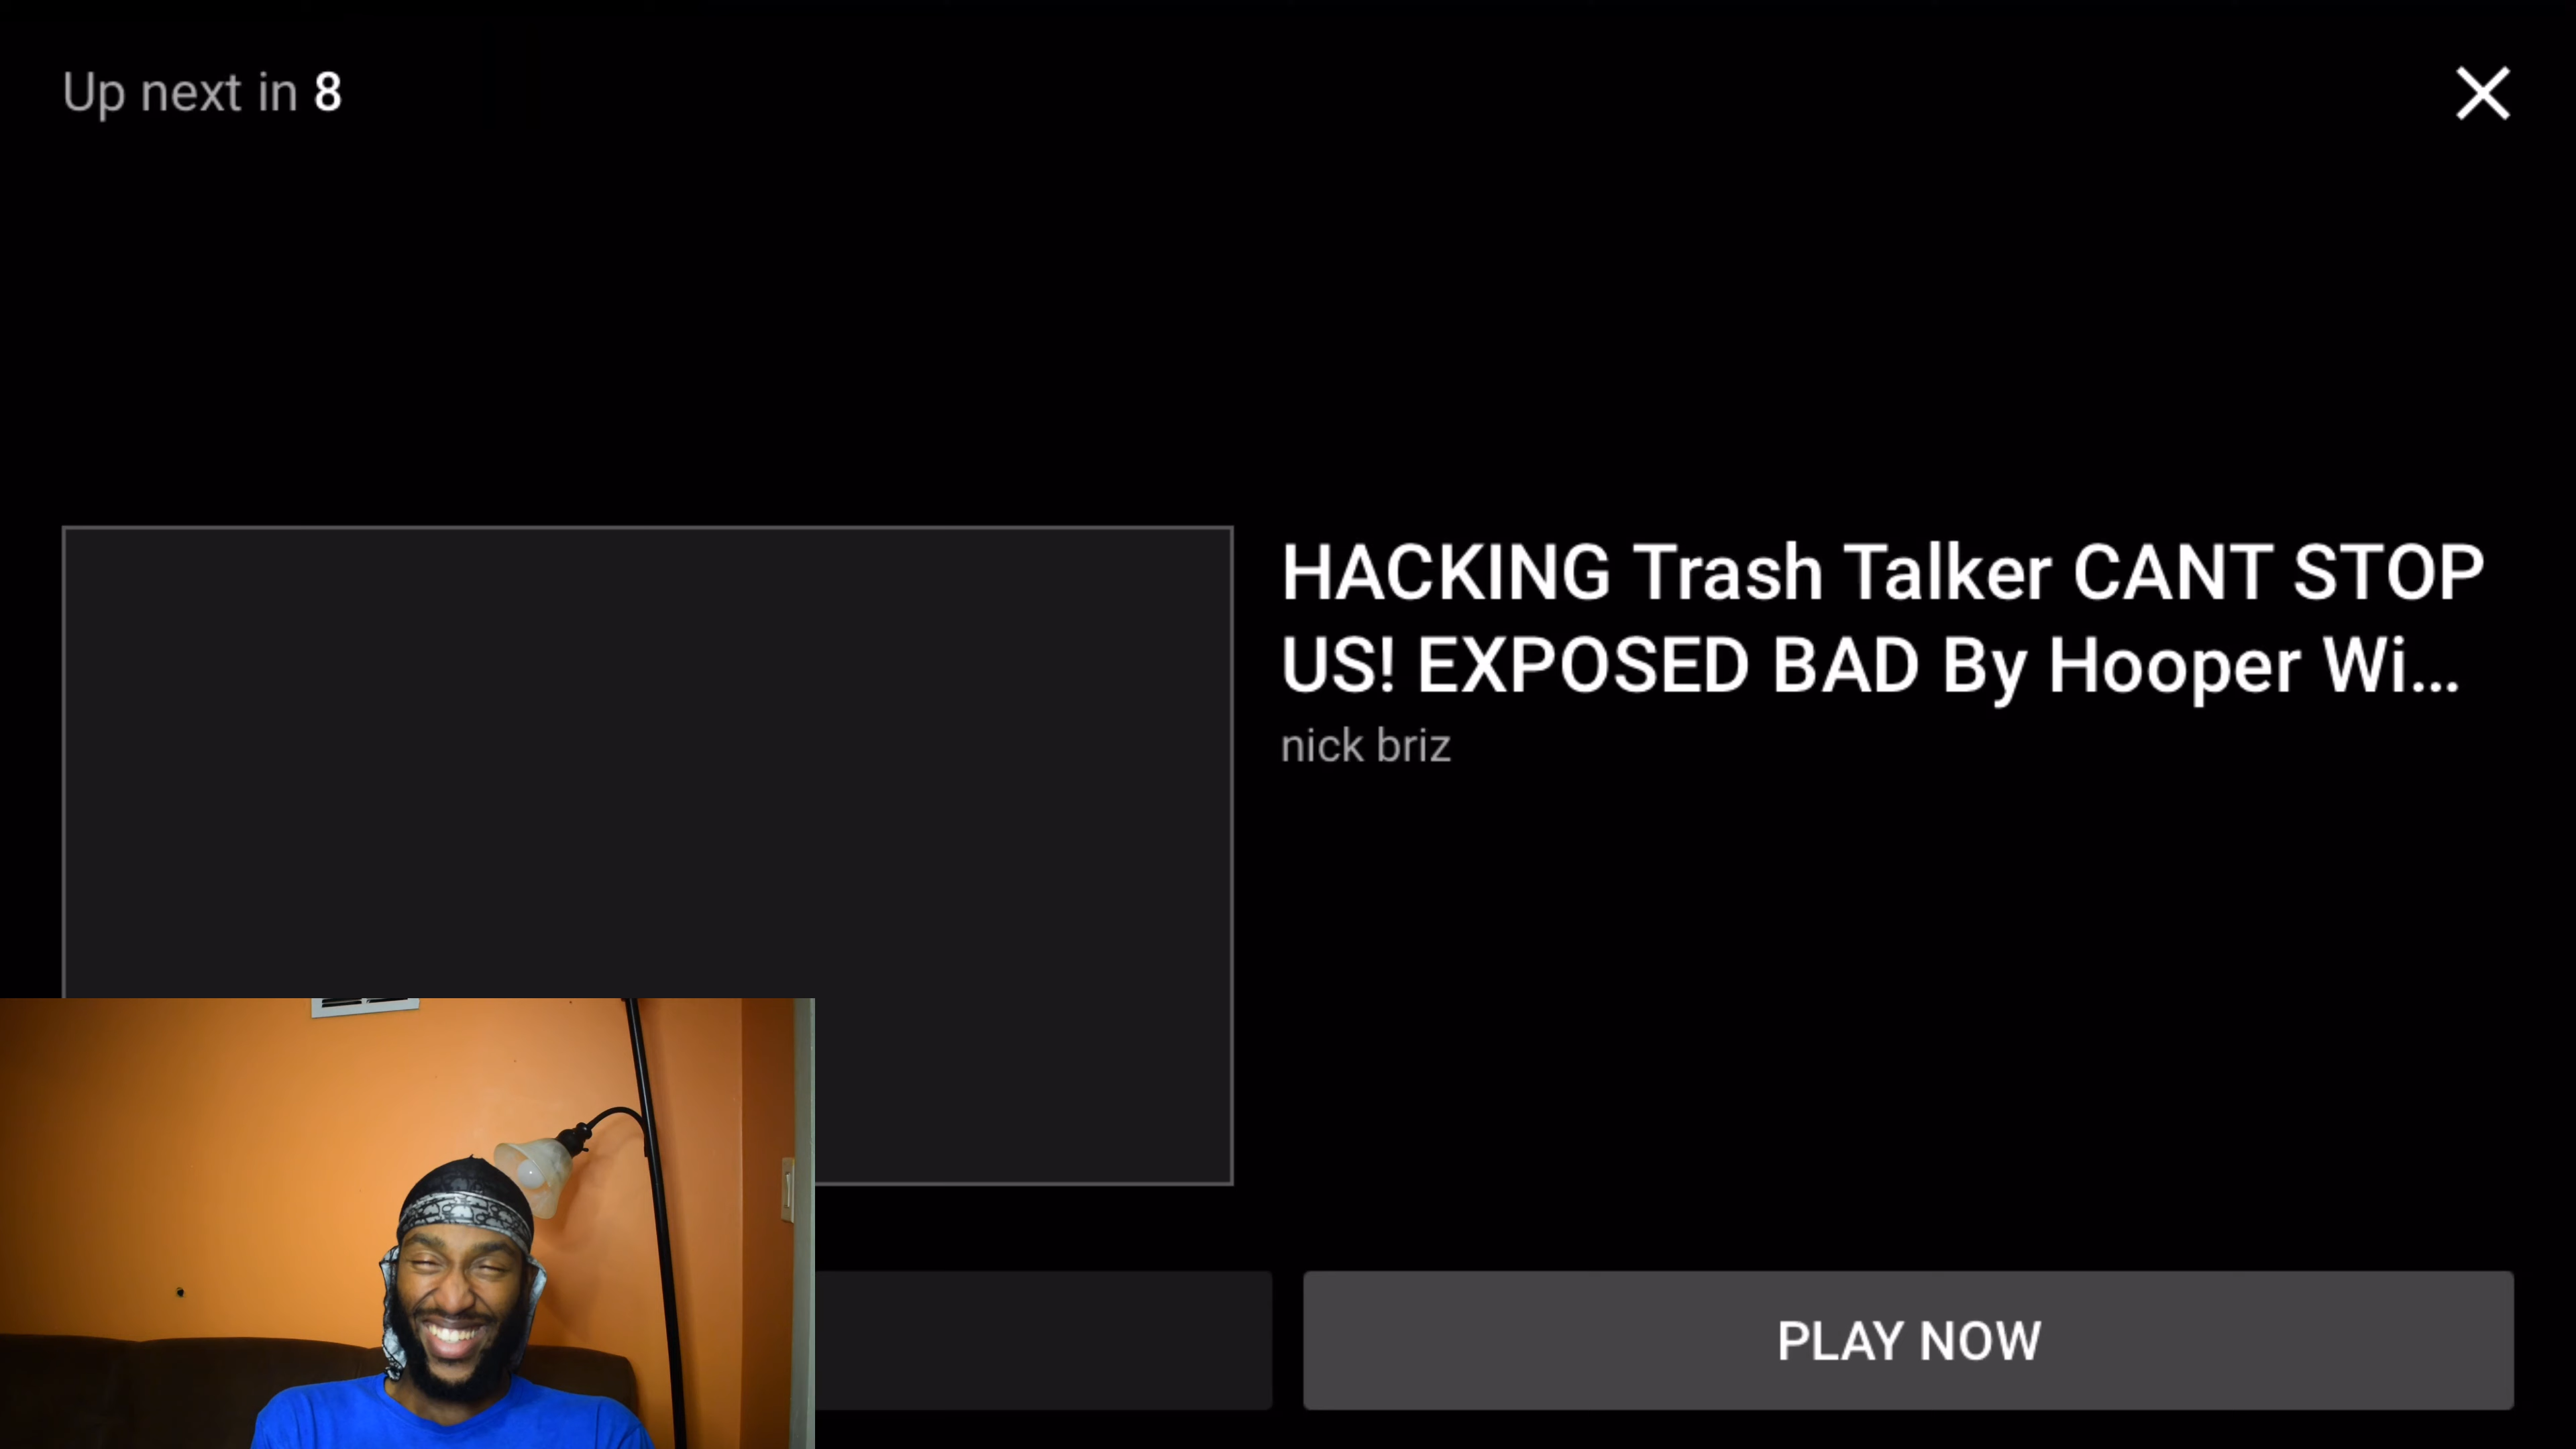 Up next in 8
HACKING Trash Talker CANT STOP
US! EXPOSED BAD By Hooper Wi...
nick briz
PLAY NOW